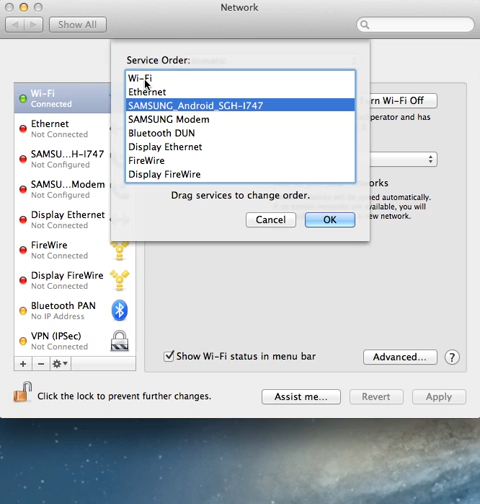 Network
Show All
Service Order:
Wi-Fi
Ethernet
SAMSUNG_Android_SGH-I747
SAMSUNG Modem
Bluetooth DUN
Display Ethernet
FireWire
Display FireWire
Drag services to change order.
Cancel
OK
Wi-Fi
Connected
Ethernet
Not Connected
SAMSU...H-I747
Not Configured
SAMSU...Modem
Not Configured
Display Ethernet
Not Connected
FireWire
Not Connected
Display FireWire
Not Connected
Bluetooth PAN
No IP Address
VPN (IPSec)
Not Connected
rn Wi-Fi Off
perator and has
rks
ined automatically.
available, you will
new network.
Show Wi-Fi status in menu bar
Advanced...
?
Click the lock to prevent further changes.
Assist me...
Revert
Apply